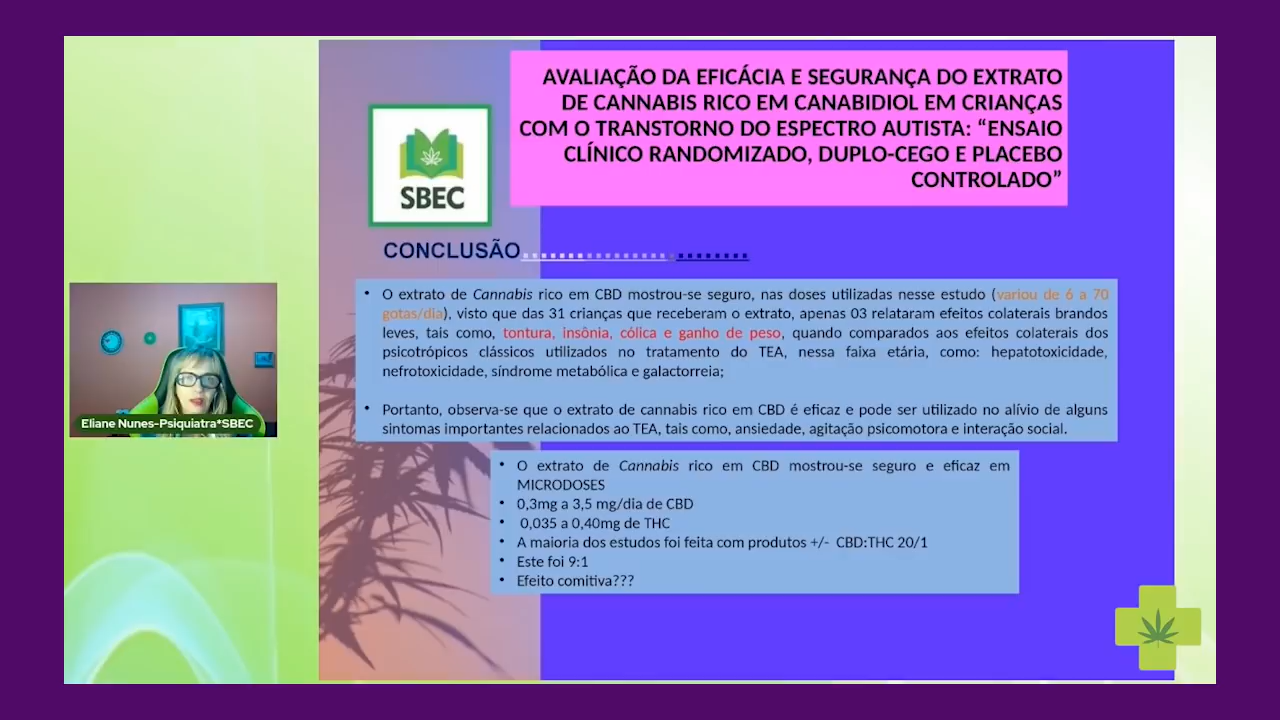 AVALIAÇÃO DA EFICÁCIA E SEGURANÇA DO EXTRATO
DE CANNABIS RICO EM CANABIDIOL EM CRIANÇAS
COM O TRANSTORNO DO ESPECTRO AUTISTA: “ENSAIO
CLÍNICO RANDOMIZADO, DUPLO-CEGO E PLACEBO
CONTROLADO”
SBEC
CONCLUSÃO
• O extrato de Cannabis rico em CBD mostrou-se seguro, nas doses utilizadas nesse estudo (variou de 6 a 70
gotas/dia), visto que das 31 crianças que receberam o extrato, apenas 03 relataram efeitos colaterais brandos
leves, tais como, tontura, insônia, cólica e ganho de peso, quando comparados aos efeitos colaterais dos
psicotrópicos clássicos utilizados no tratamento do TEA, nessa faixa etária, como: hepatotoxicidade,
nefrotoxicidade, síndrome metabólica e galactorreia;
• Portanto, observa-se que o extrato de cannabis rico em CBD é eficaz e pode ser utilizado no alívio de alguns
sintomas importantes relacionados ao TEA, tais como, ansiedade, agitação psicomotora e interação social.
• O extrato de Cannabis rico em CBD mostrou-se seguro e eficaz em
MICRODOSES
• 0,3mg a 3,5 mg/dia de CBD
• 0,035 a 0,40mg de THC
• A maioria dos estudos foi feita com produtos +/- CBD:THC 20/1
• Este foi 9:1
• Efeito comitiva???
Eliane Nunes-Psiquiatra*SBEC